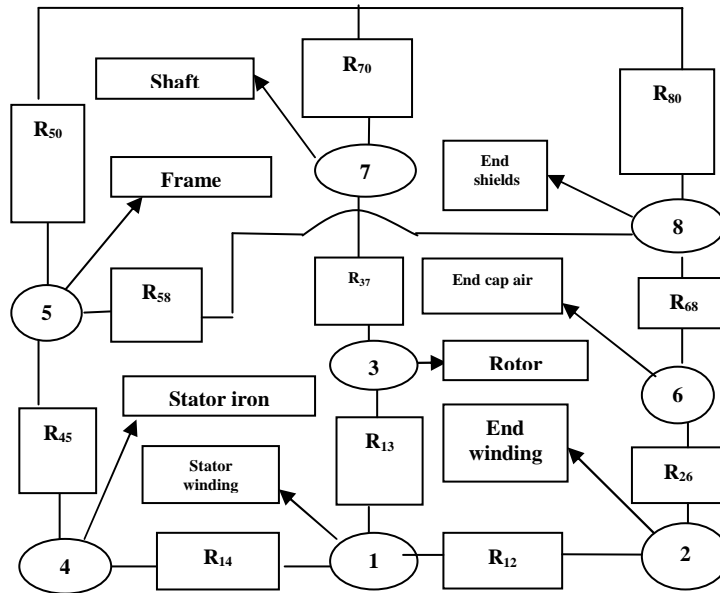 R₇₀
Shaft
R₈₀
R₅₀
End
shields
7
Frame
8
R₅₈
R₃₇
End cap air
R₆₈
5
3
Rotor
6
Stator iron
R₄₅
R₁₃
End
winding
Stator
winding
R₂₆
4
R₁₄
1
R₁₂
2